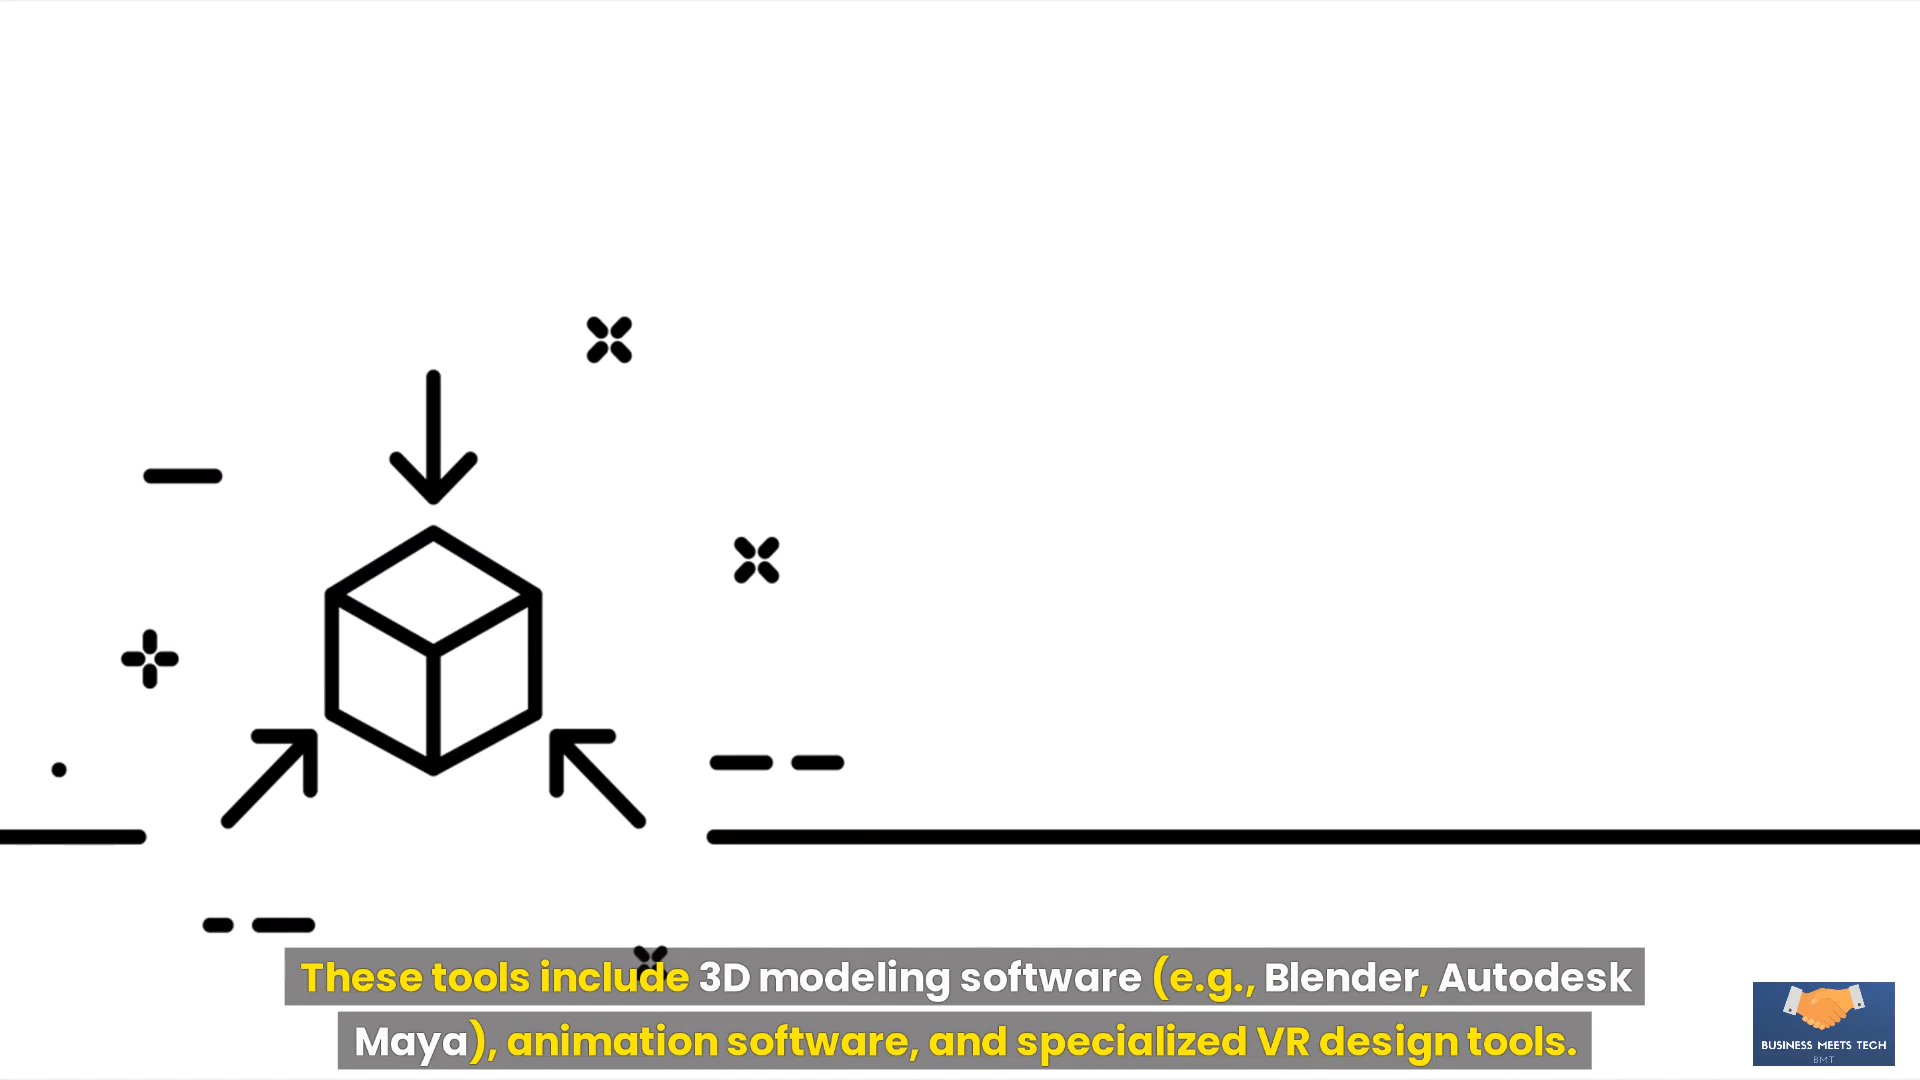 These tools include 3D modeling software (e.g., Blender, Autodesk
Maya), animation software, and specialized VR design tools.
BUSINESS MEETS TECH
BMT